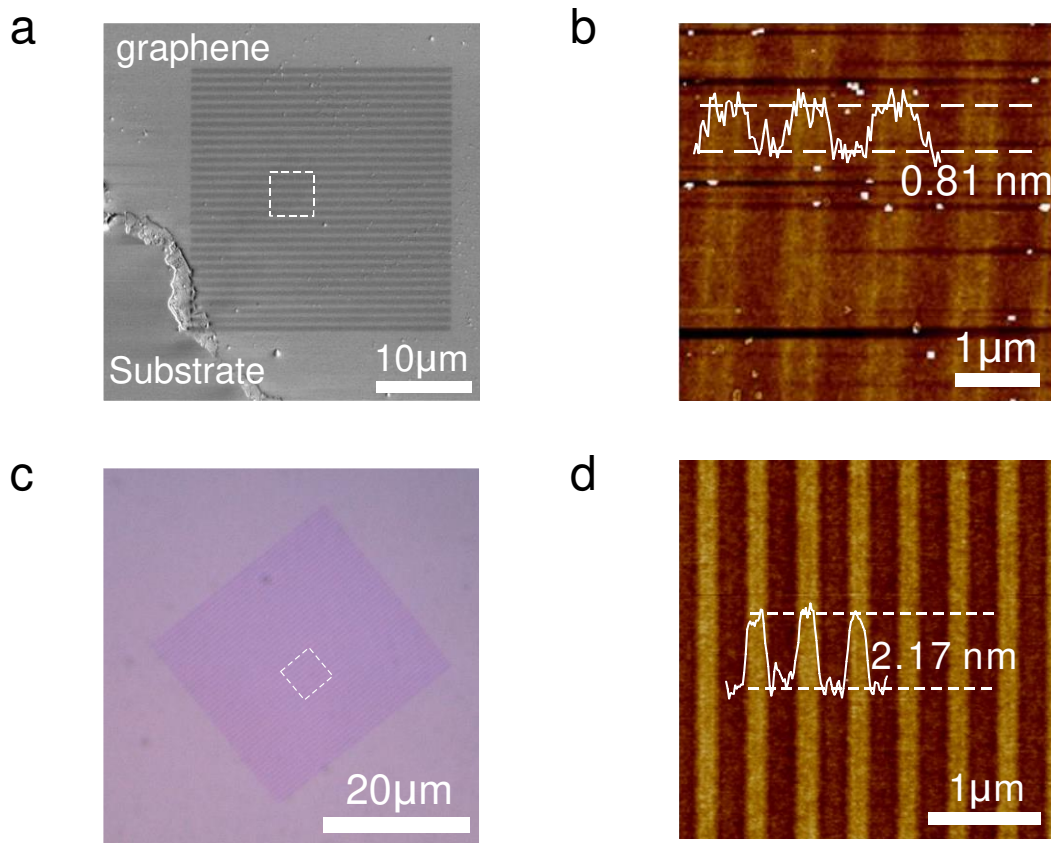 a
graphene
Substrate
10μm
b
0.81 nm
1μm
c
20μm
d
2.17 nm
1μm